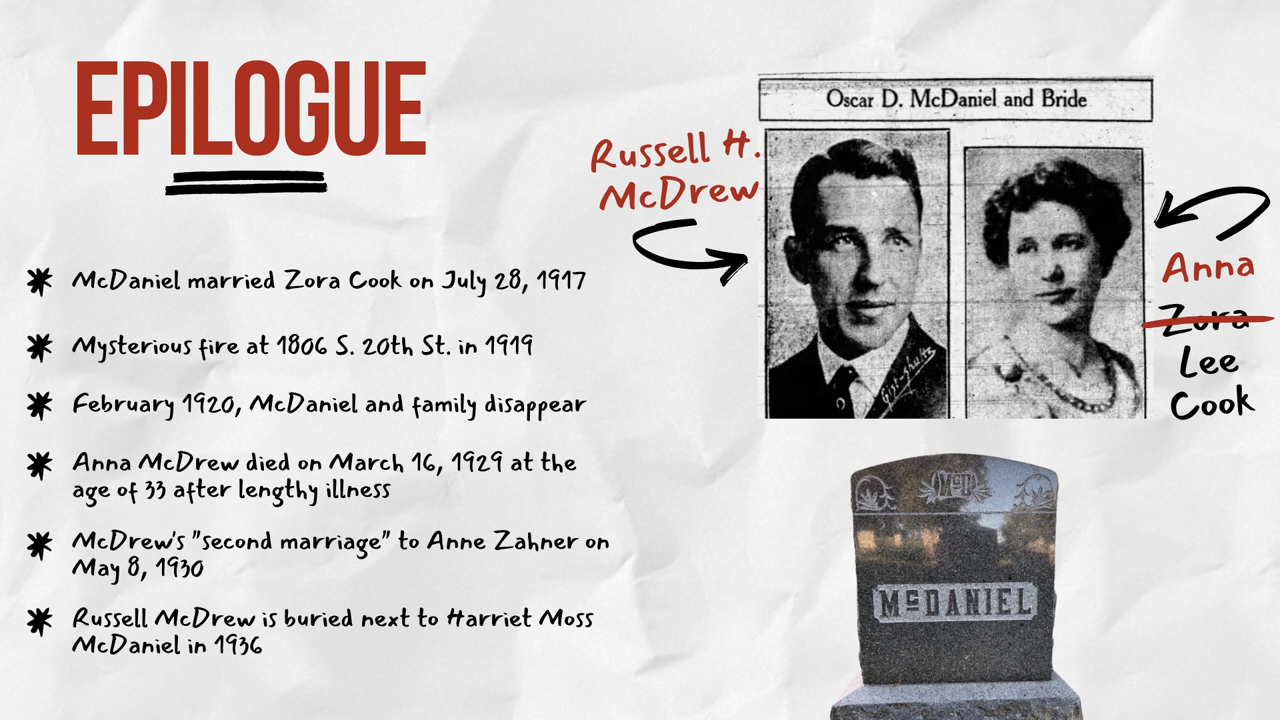 EPILOGUE
McDaniel married Zora Cook on July 28, 1917
Mysterious fire at 1806 S. 20th St. in 1919
February 1920, McDaniel and family disappear
Anna McDrew died on March 16, 1929 at the
age of 33 after lengthy illness
McDrew's "second marriage" to Anne Zahner on
May 8, 1930
Russell McDrew is buried next to Harriet Moss
McDaniel in 1936
Oscar D. McDaniel and Bride
Russell H.
McDrew
Anna
Zora
Lee
Cook
McD
McDANIEL